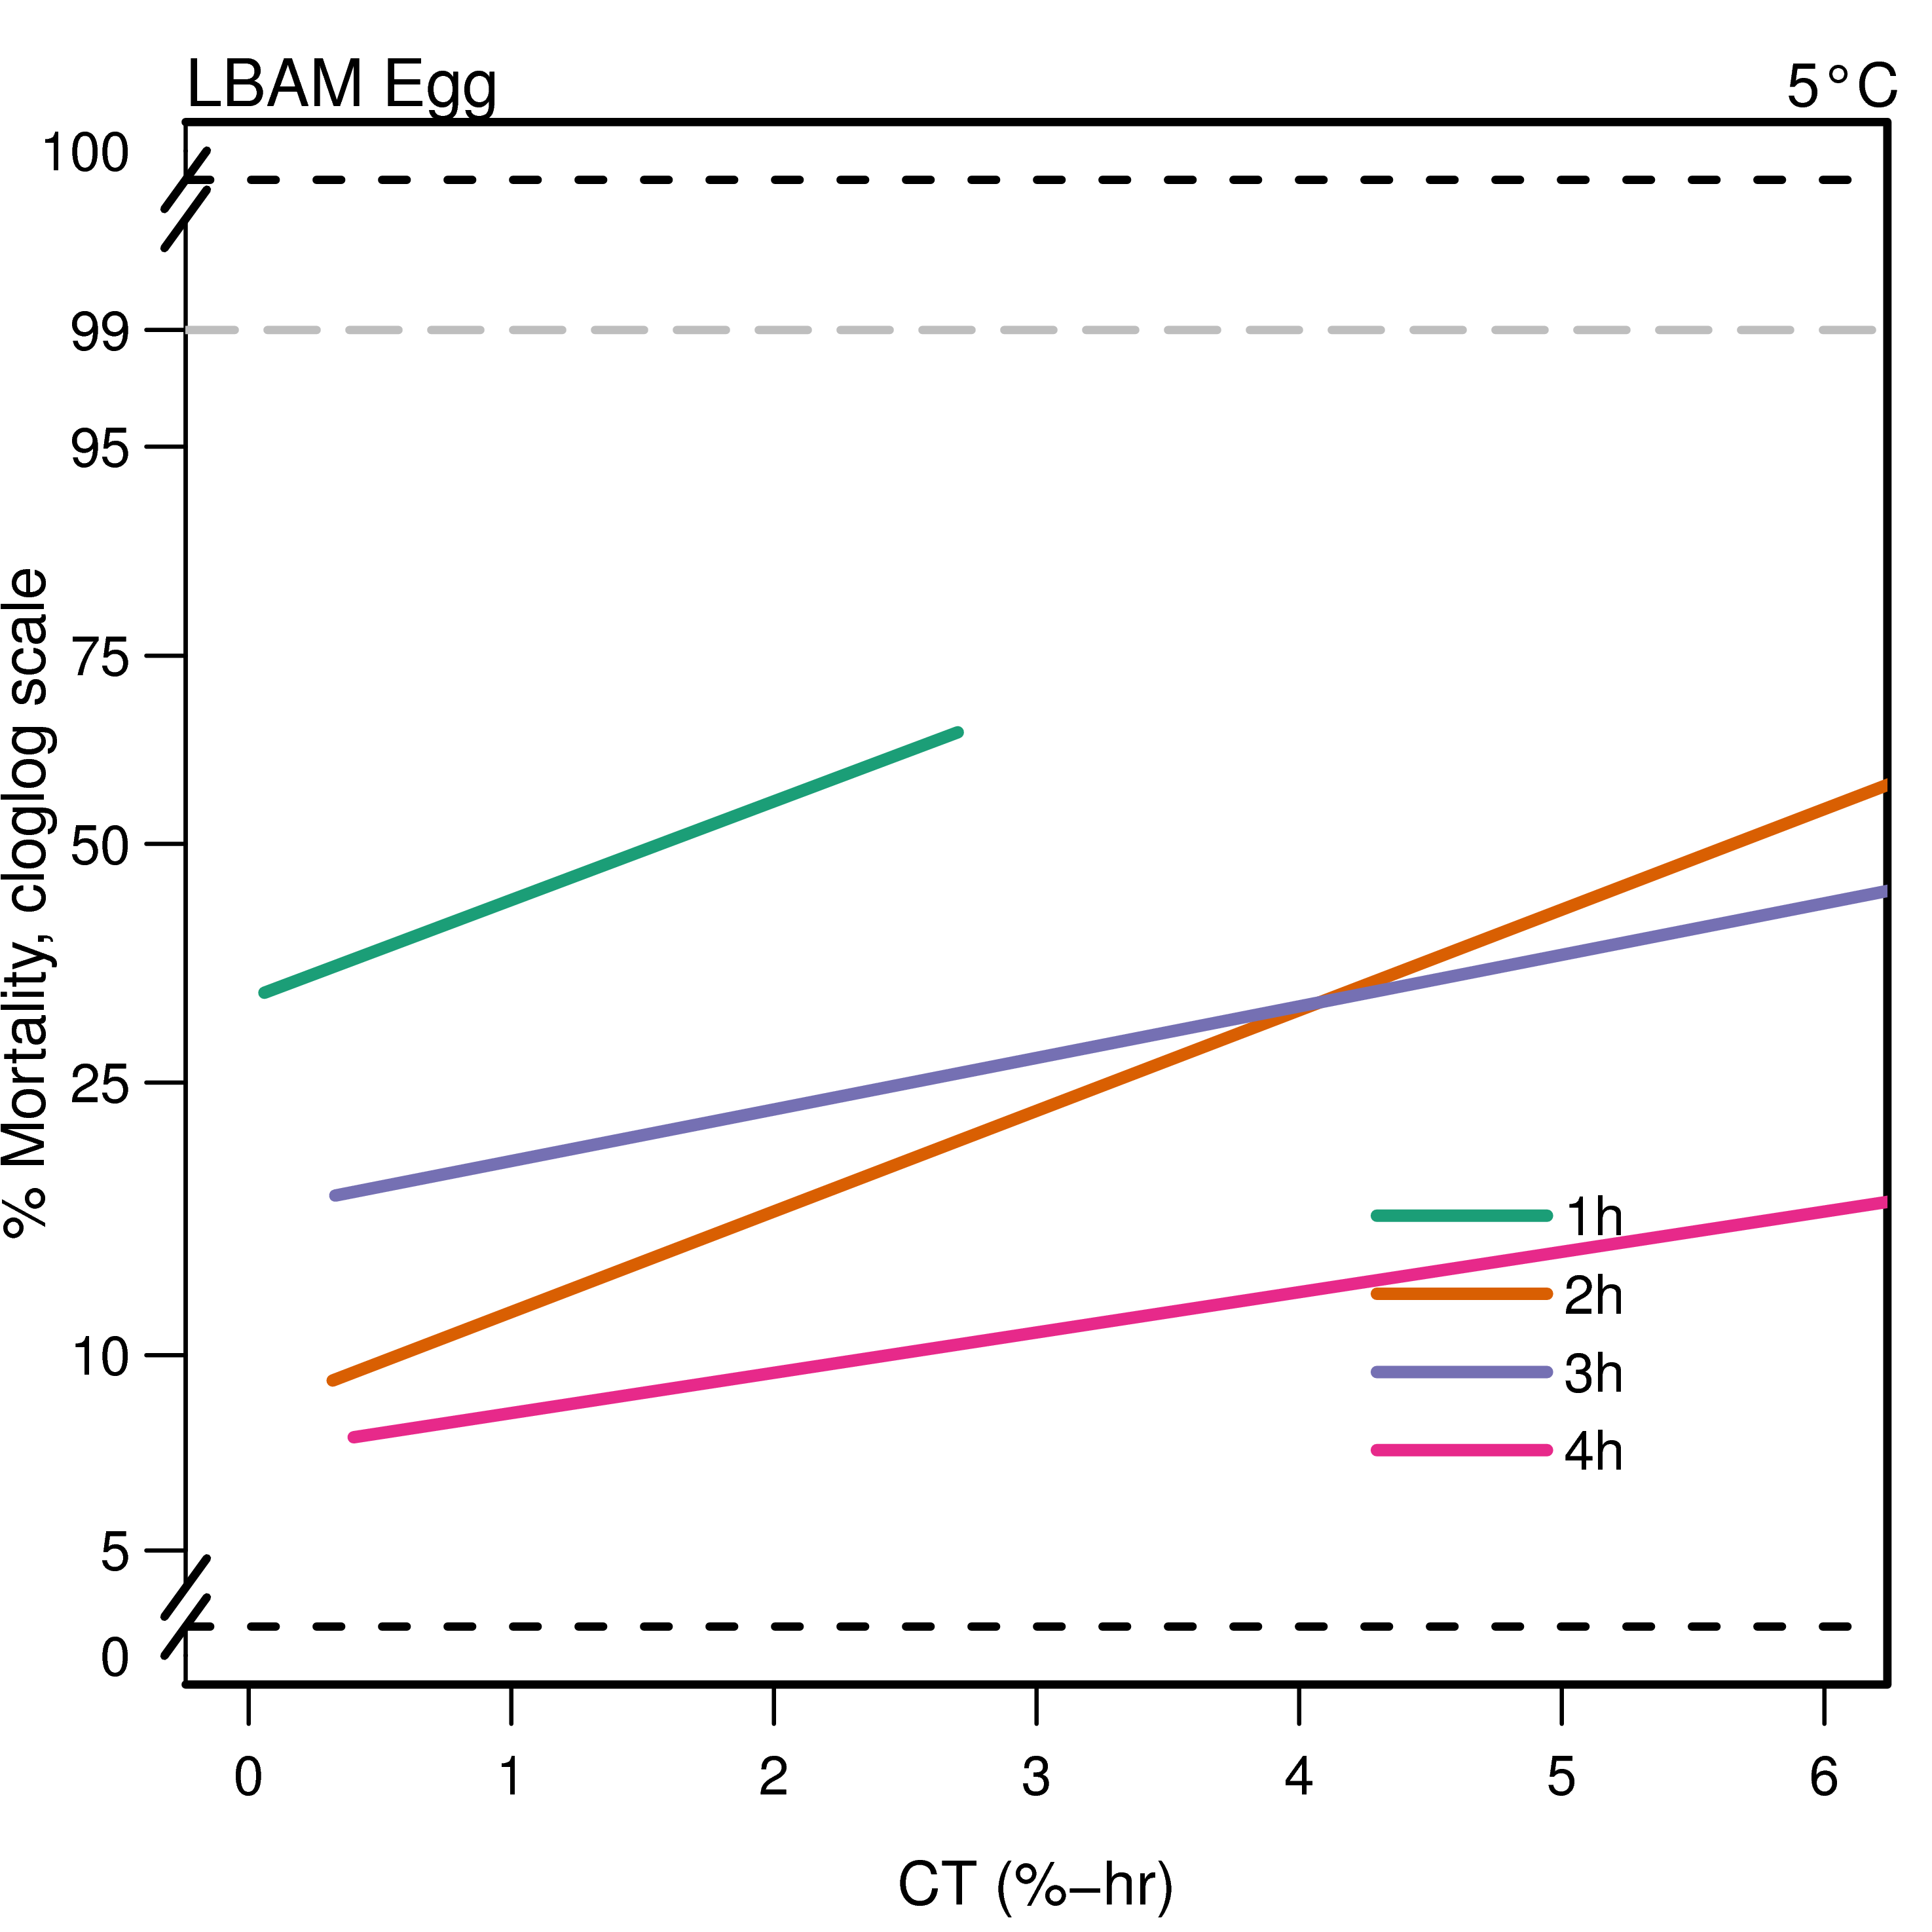 LBAM Egg
5°C
100
99
95
75
50
25
10
5
0
% Mortality, cloglog scale
1h
2h
3h
4h
0 1 2 3 4 5 6
CT (%−hr)